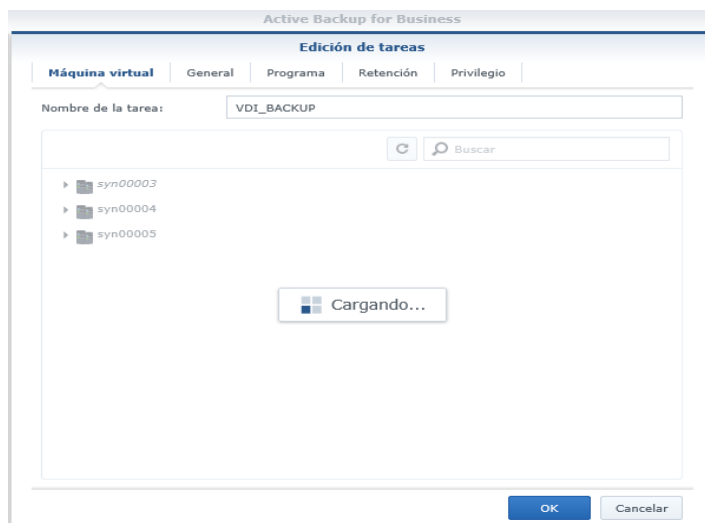 Active Backup for Business
Edición de tareas
Máquina virtual General Programa Retención Privilegio
Nombre de la tarea: VDI_BACKUP
Buscar
syn00003
syn00004
syn00005
Cargando...
OK Cancelar